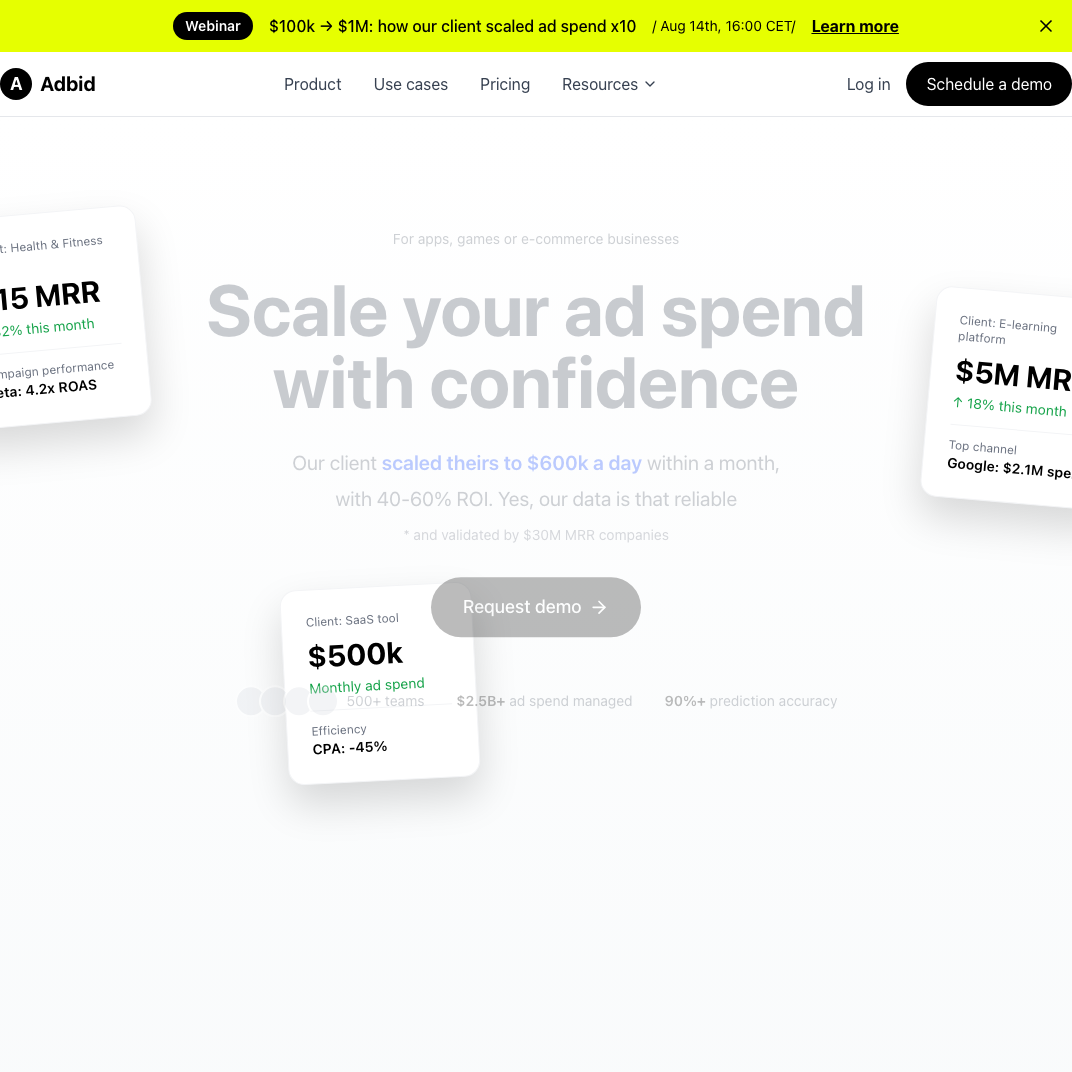 Webinar
$100k → $1M: how our client scaled ad spend x10
/ Aug 14th, 16:00 CET/
Learn more
A
Adbid
Product
Use cases
Pricing
Resources
Log in
Schedule a demo
For apps, games or e-commerce businesses
Scale your ad spend
with confidence
Our client scaled theirs to $600k a day within a month,
with 40-60% ROI. Yes, our data is that reliable
* and validated by $30M MRR companies
Request demo →
500+ teams
$2.5B+ ad spend managed
90%+ prediction accuracy
Health & Fitness
15 MRR
2% this month
performance
4.2x ROAS
Client: E-learning
platform
$5M MR
↑ 18% this month
Top channel
Google: $2.1M spe
Client: SaaS tool
$500k
Monthly ad spend
Efficiency
CPA: -45%